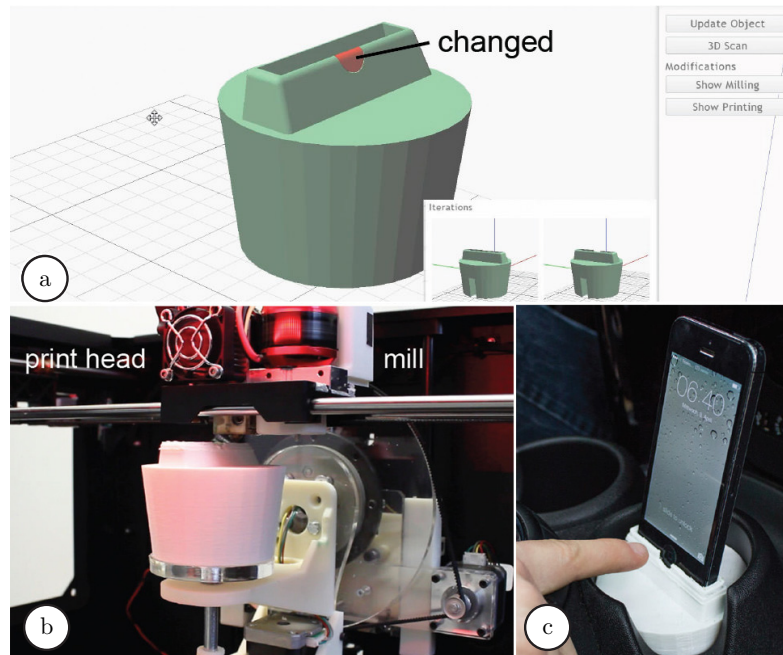 changed
Update Object
3D Scan
Modifications
Show Milling
Show Printing
Iterations
a
print head
mill
06:40
b
c